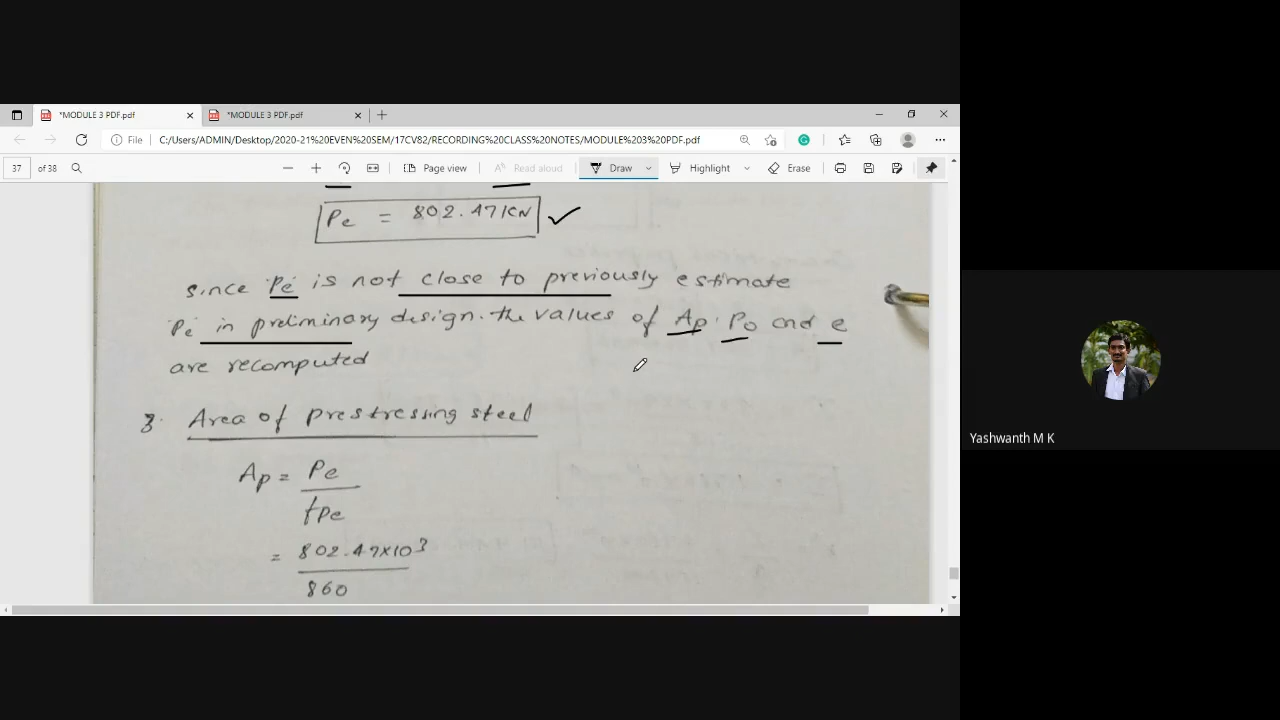 *MODULE 3 PDF.pdf
*MODULE 3 PDF.pdf
File C:/Users/ADMIN/Desktop/2020-21%20EVEN%20SEM/17CV82/RECORDING%20CLASS%20NOTES/MODULE%203%20PDF.pdf
37 of 38 Page view Read aloud Draw Highlight Erase
Pe = 802.47KN
since Pe is not close to previously estimate
Pe in preliminary design. the values of Ap. Po and e
are recomputed
3. Area of prestressing steel
Ap = Pe
fpe
= 802.47x10³
860
Yashwanth M K